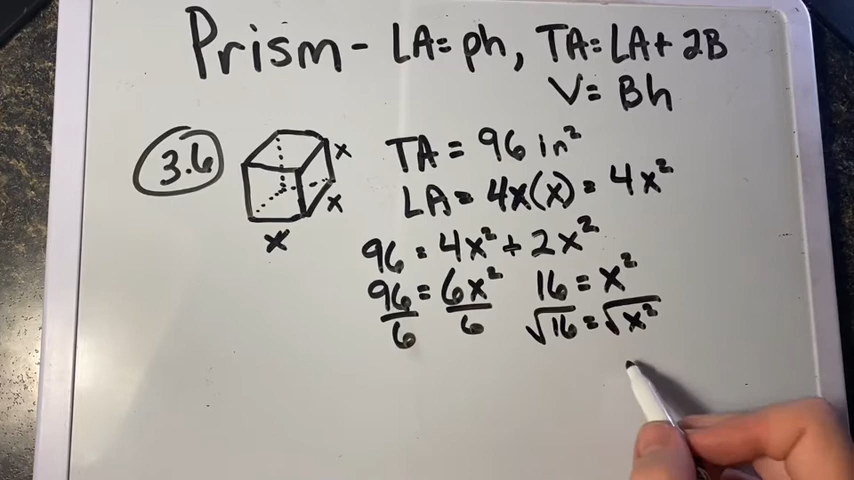 Prism - LA = ph, TA = LA + 2B
V = Bh
3.6
x
x
x
TA = 96 in²
LA = 4x(x) = 4x²
96 = 4x² + 2x²
96/6 = 6x²/6
16 = x²
√16 = √x²